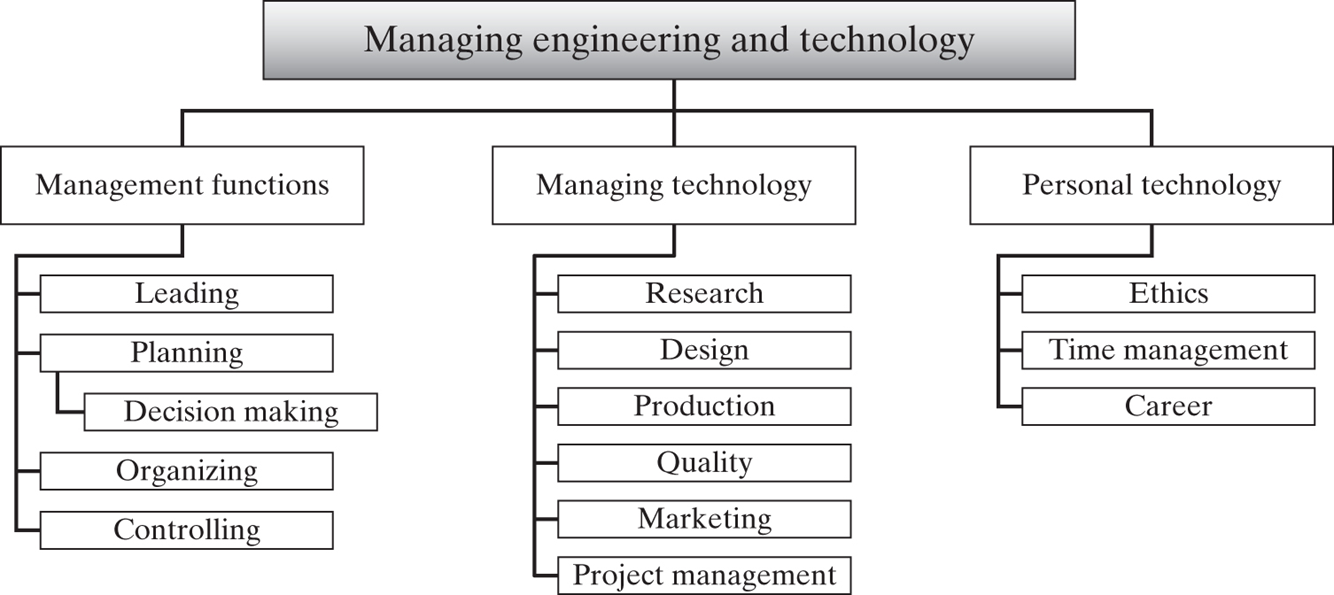 Managing engineering and technology
Management functions
Leading
Planning
Decision making
Organizing
Controlling
Managing technology
Research
Design
Production
Quality
Marketing
Project management
Personal technology
Ethics
Time management
Career